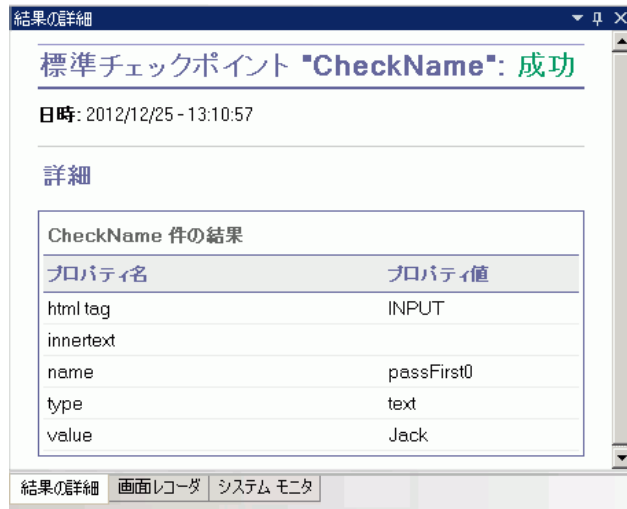 結果の詳細
標準チェックポイント "CheckName": 成功
日時: 2012/12/25 - 13:10:57
詳細
CheckName 件の結果
プロパティ名 プロパティ値
html tag INPUT
innertext
name passFirst0
type text
value Jack
結果の詳細 画面レコーダ システム モニタ